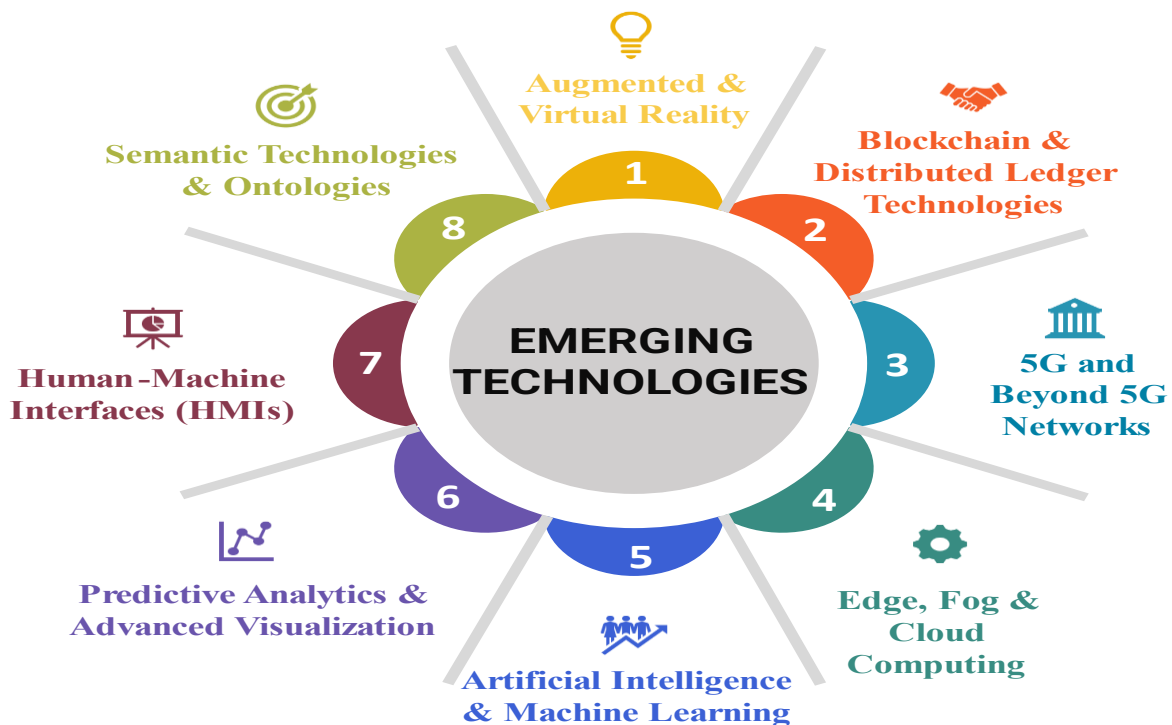 EMERGING
TECHNOLOGIES
1
Augmented &
Virtual Reality
2
Blockchain &
Distributed Ledger
Technologies
3
5G and
Beyond 5G
Networks
4
Edge, Fog &
Cloud
Computing
5
Artificial Intelligence
& Machine Learning
6
Predictive Analytics &
Advanced Visualization
7
Human-Machine
Interfaces (HMIs)
8
Semantic Technologies
& Ontologies